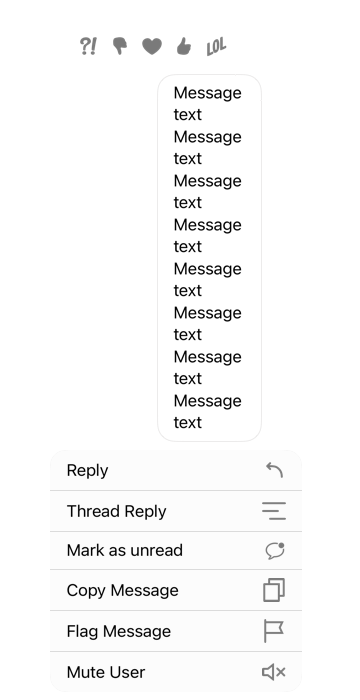 ?! LOL
Message
text
Message
text
Message
text
Message
text
Message
text
Message
text
Message
text
Message
text
Reply
Thread Reply
Mark as unread
Copy Message
Flag Message
Mute User